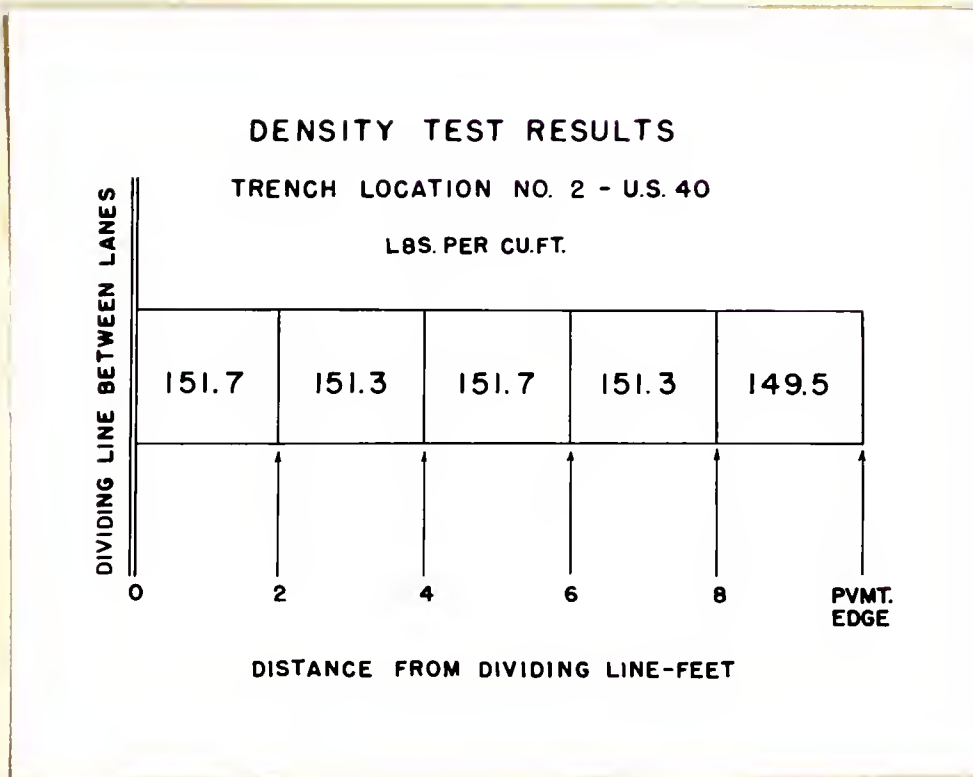 DENSITY TEST RESULTS
TRENCH LOCATION NO. 2 - U.S. 40
LBS. PER CU.FT.
DIVIDING LINE BETWEEN LANES
151.7 151.3 151.7 151.3 149.5
0 2 4 6 8 PVMT.
EDGE
DISTANCE FROM DIVIDING LINE-FEET